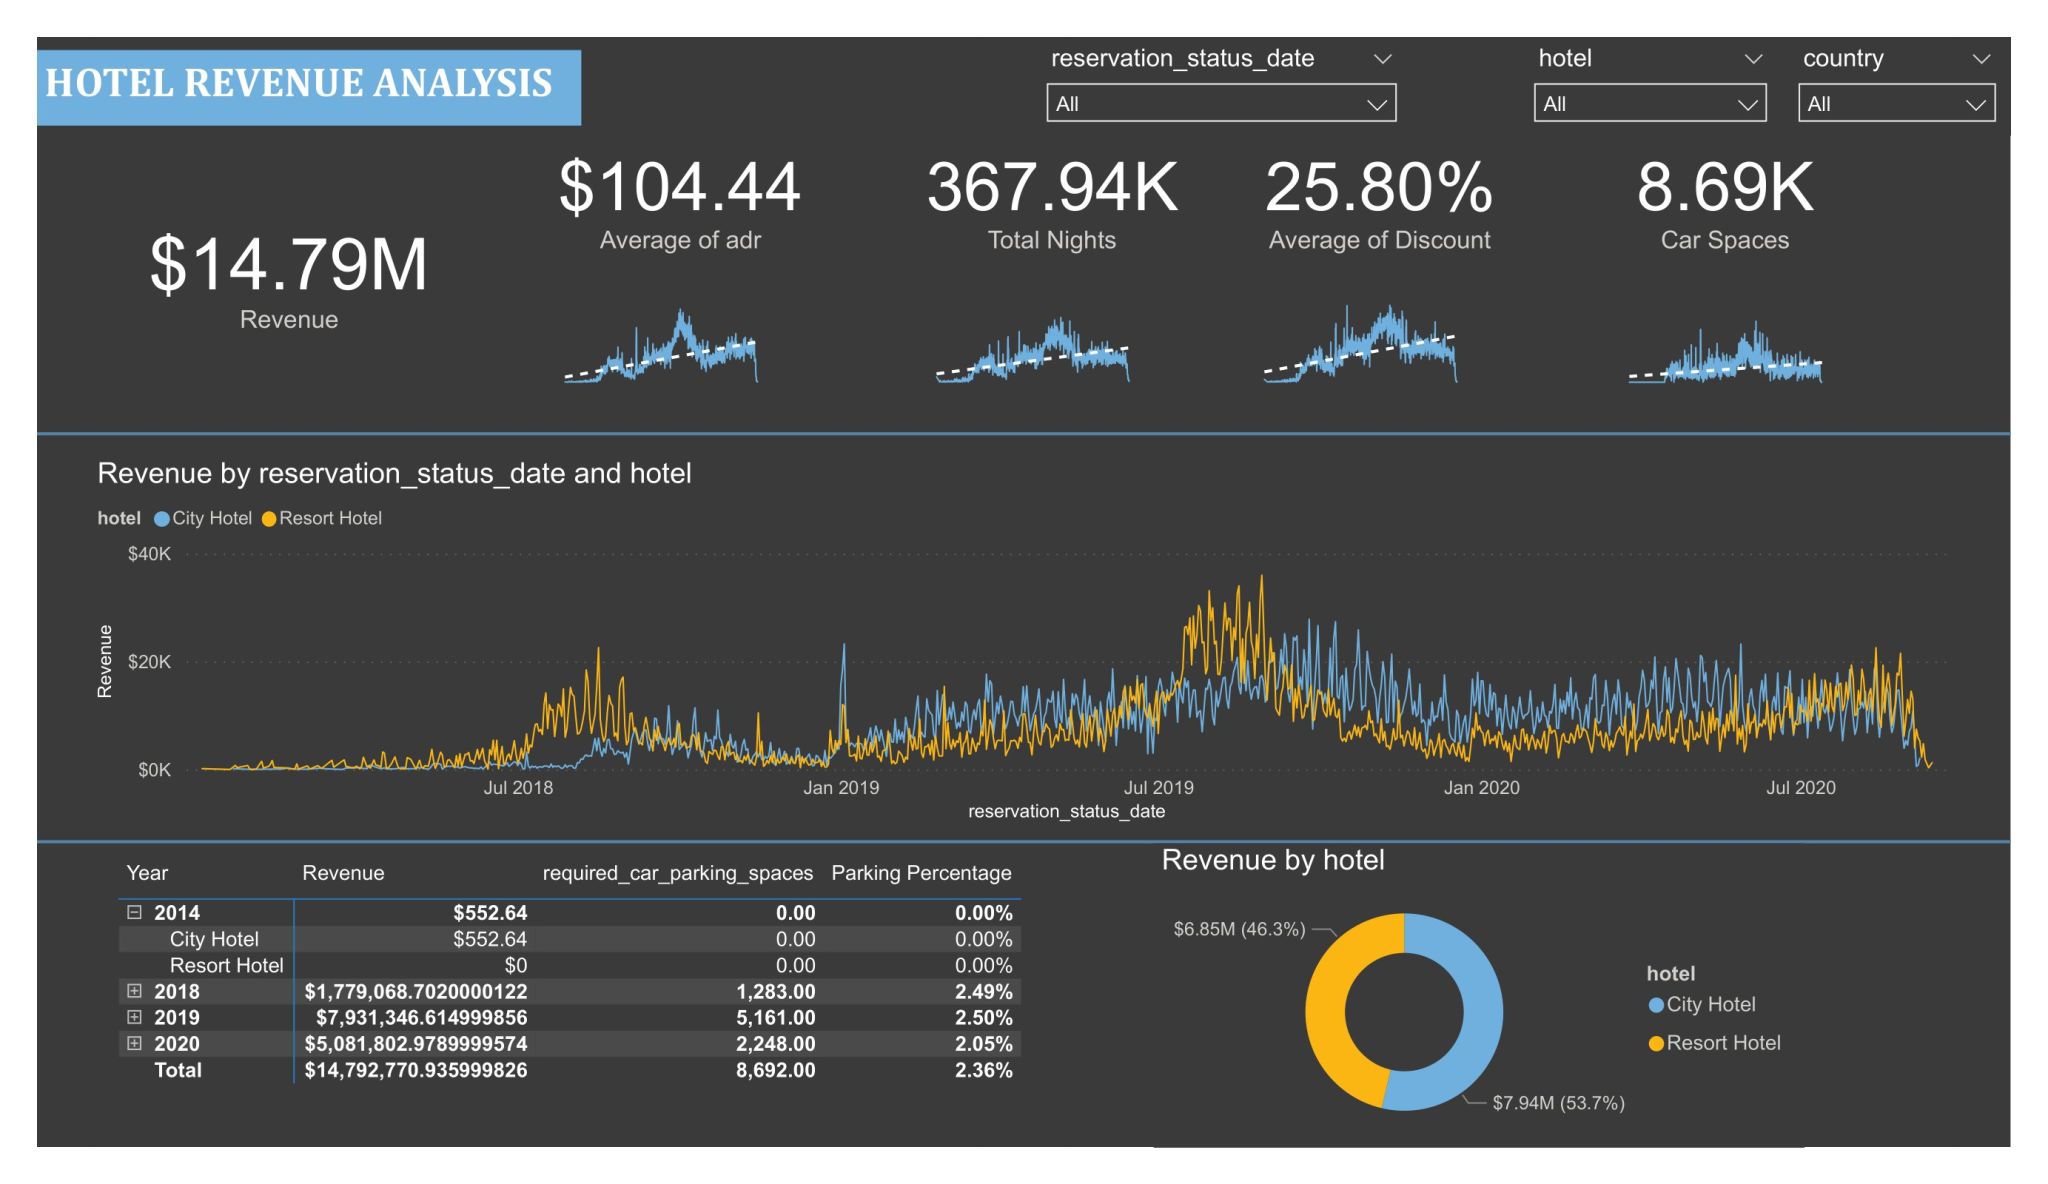 HOTEL REVENUE ANALYSIS
reservation_status_date
All
hotel
All
country
All
$14.79M
Revenue
$104.44
Average of adr
367.94K
Total Nights
25.80%
Average of Discount
8.69K
Car Spaces
Revenue by reservation_status_date and hotel
hotel City Hotel Resort Hotel
$40K
$20K
$0K
Revenue
Jul 2018 Jan 2019 Jul 2019 Jan 2020 Jul 2020
reservation_status_date
Year Revenue required_car_parking_spaces Parking Percentage
2014 $552.64 0.00 0.00%
City Hotel $552.64 0.00 0.00%
Resort Hotel $0 0.00 0.00%
2018 $1,779,068.7020000122 1,283.00 2.49%
2019 $7,931,346.614999856 5,161.00 2.50%
2020 $5,081,802.9789999574 2,248.00 2.05%
Total $14,792,770.935999826 8,692.00 2.36%
Revenue by hotel
$6.85M (46.3%)
$7.94M (53.7%)
hotel
City Hotel
Resort Hotel